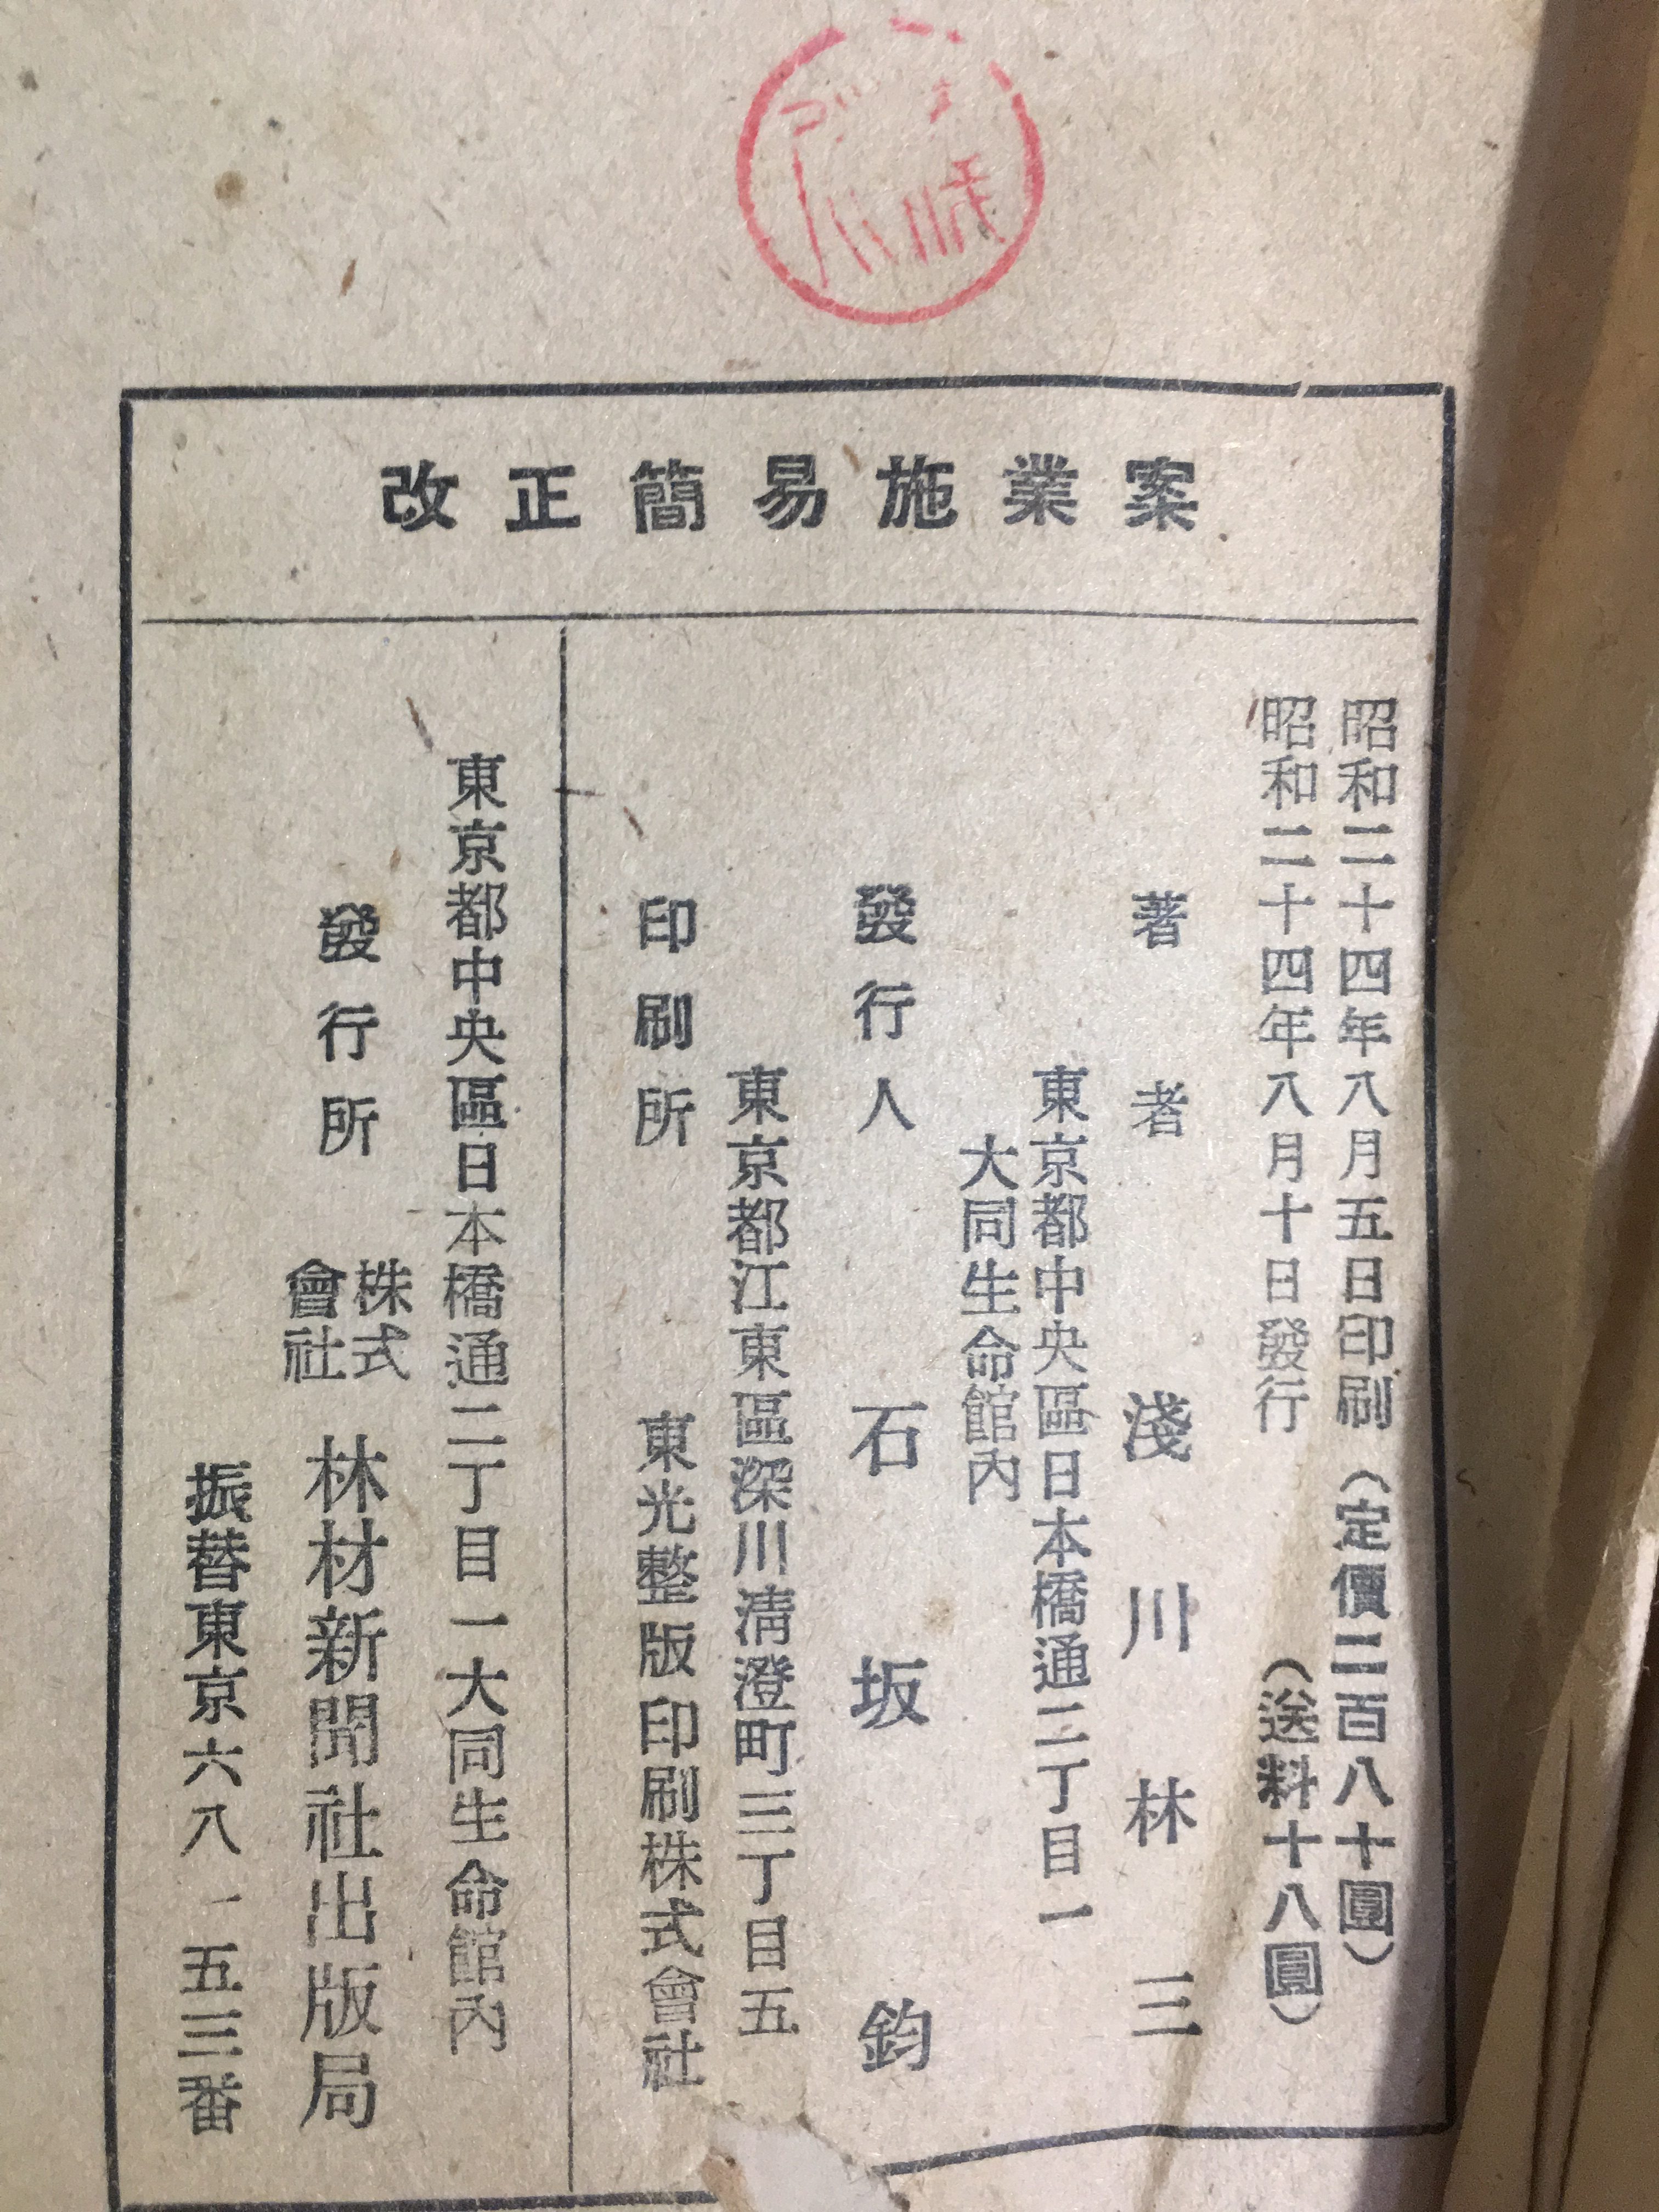 改正簡易施業案
昭和二十四年八月五日印刷（定價二百八十圓）
昭和二十四年八月十日發行（送料十八圓）
著者 淺川林三
東京都中央區日本橋通二丁目一
大同生命館內
發行人 石坂鈞
東京都江東區深川淸澄町三丁目五
印刷所 東光整版印刷株式會社
東京都中央區日本橋通二丁目一大同生命館內
發行所 株式會社 林材新聞社出版局
振替東京六八一五三番